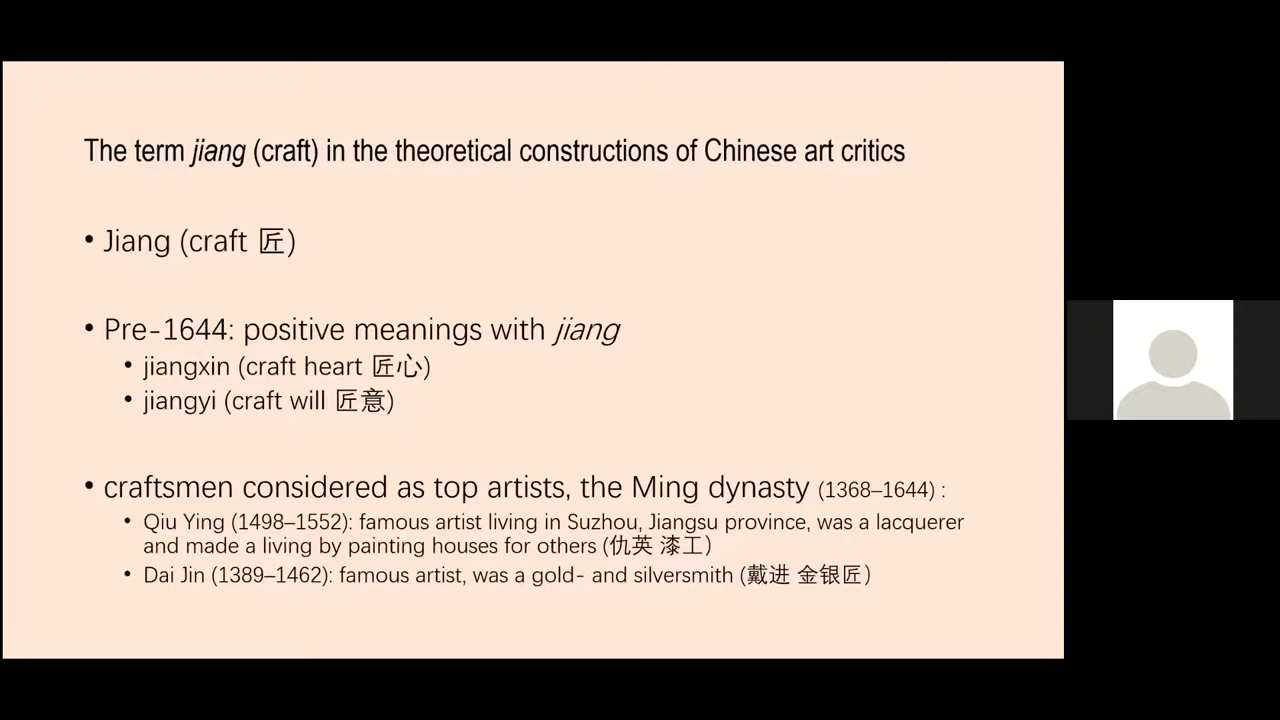 The term jiang (craft) in the theoretical constructions of Chinese art critics
• Jiang (craft 匠)
• Pre-1644: positive meanings with jiang
• jiangxin (craft heart 匠心)
• jiangyi (craft will 匠意)
• craftsmen considered as top artists, the Ming dynasty (1368–1644) :
• Qiu Ying (1498–1552): famous artist living in Suzhou, Jiangsu province, was a lacquerer
and made a living by painting houses for others (仇英 漆工)
• Dai Jin (1389–1462): famous artist, was a gold- and silversmith (戴进 金银匠)